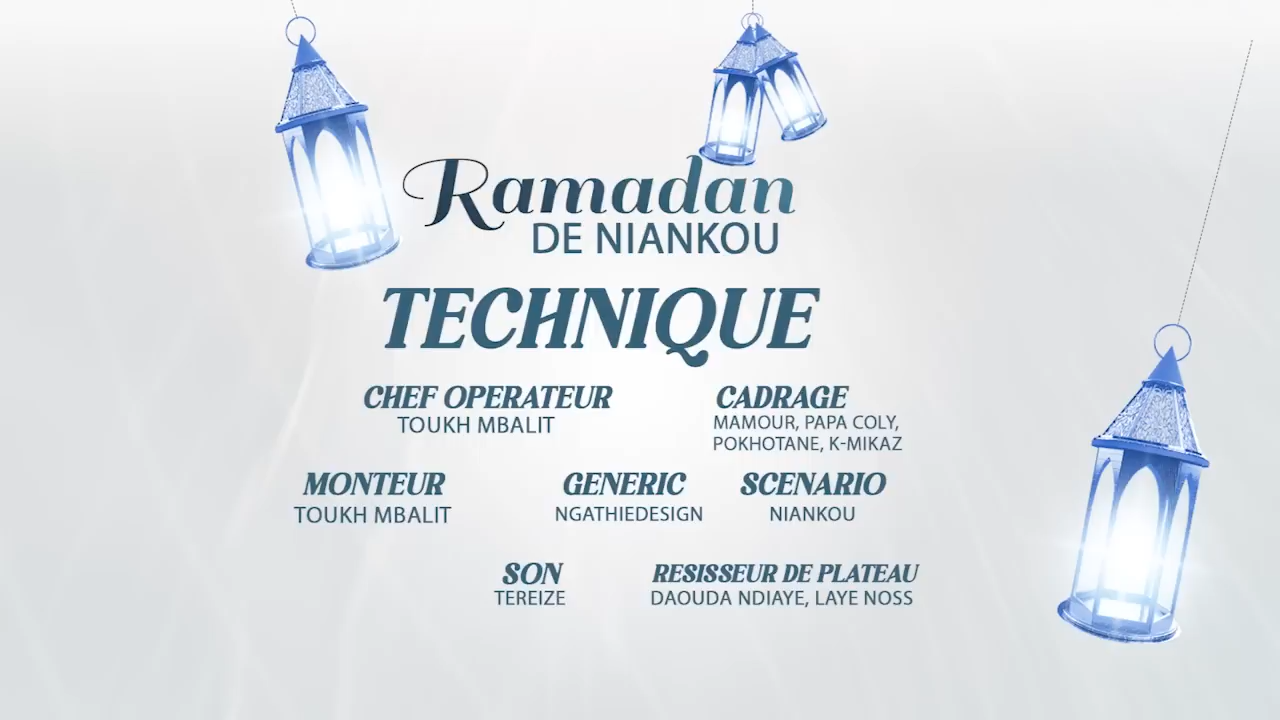 Ramadan
DE NIANKOU
TECHNIQUE
CHEF OPERATEUR
TOUKH MBALIT
CADRAGE
MAMOUR, PAPA COLY,
POKHOTANE, K-MIKAZ
MONTEUR
TOUKH MBALIT
GENERIC
NGATHIEDESIGN
SCENARIO
NIANKOU
SON
TEREIZE
RESISSEUR DE PLATEAU
DAOUDA NDIAYE, LAYE NOSS